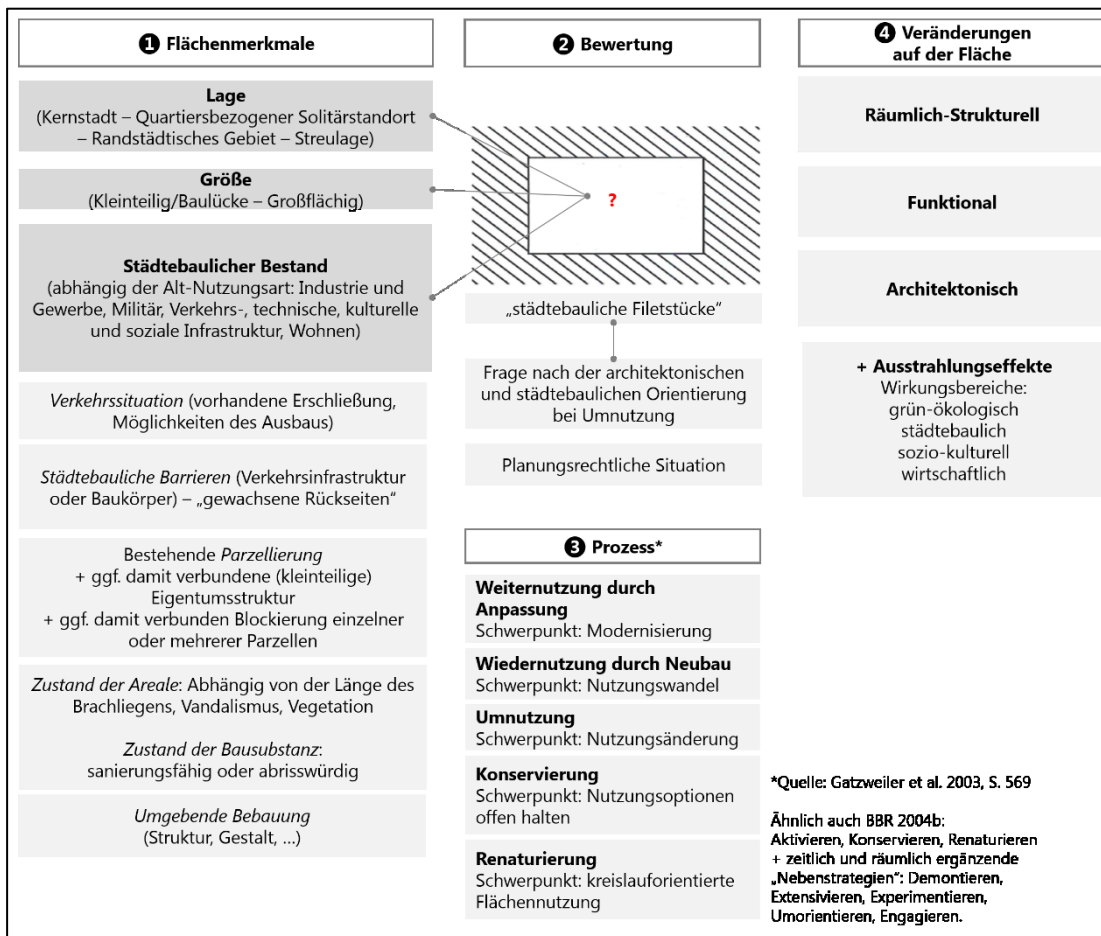 ❶ Flächenmerkmale
Lage
(Kernstadt – Quartiersbezogener Solitärstandort
– Randstädtisches Gebiet – Streulage)
Größe
(Kleinteilig/Baulücke – Großflächig)
Städtebaulicher Bestand
(abhängig der Alt-Nutzungsart: Industrie und
Gewerbe, Militär, Verkehrs-, technische, kulturelle
und soziale Infrastruktur, Wohnen)
Verkehrssituation (vorhandene Erschließung,
Möglichkeiten des Ausbaus)
Städtebauliche Barrieren (Verkehrsinfrastruktur
oder Baukörper) – „gewachsene Rückseiten“
Bestehende Parzellierung
+ ggf. damit verbundene (kleinteilige)
Eigentumsstruktur
+ ggf. damit verbunden Blockierung einzelner
oder mehrerer Parzellen
Zustand der Areale: Abhängig von der Länge des
Brachliegens, Vandalismus, Vegetation
Zustand der Bausubstanz:
sanierungsfähig oder abrisswürdig
Umgebende Bebauung
(Struktur, Gestalt, ...)
❷ Bewertung
?
„städtebauliche Filetstücke“
Frage nach der architektonischen
und städtebaulichen Orientierung
bei Umnutzung
Planungsrechtliche Situation
❸ Prozess*
Weiternutzung durch
Anpassung
Schwerpunkt: Modernisierung
Wiedernutzung durch Neubau
Schwerpunkt: Nutzungswandel
Umnutzung
Schwerpunkt: Nutzungsänderung
Konservierung
Schwerpunkt: Nutzungsoptionen
offen halten
Renaturierung
Schwerpunkt: kreislauforientierte
Flächennutzung
❹ Veränderungen
auf der Fläche
Räumlich-Strukturell
Funktional
Architektonisch
+ Ausstrahlungseffekte
Wirkungsbereiche:
grün-ökologisch
städtebaulich
sozio-kulturell
wirtschaftlich
*Quelle: Gatzweiler et al. 2003, S. 569
Ähnlich auch BBR 2004b:
Aktivieren, Konservieren, Renaturieren
+ zeitlich und räumlich ergänzende
„Nebenstrategien“: Demontieren,
Extensivieren, Experimentieren,
Umorientieren, Engagieren.